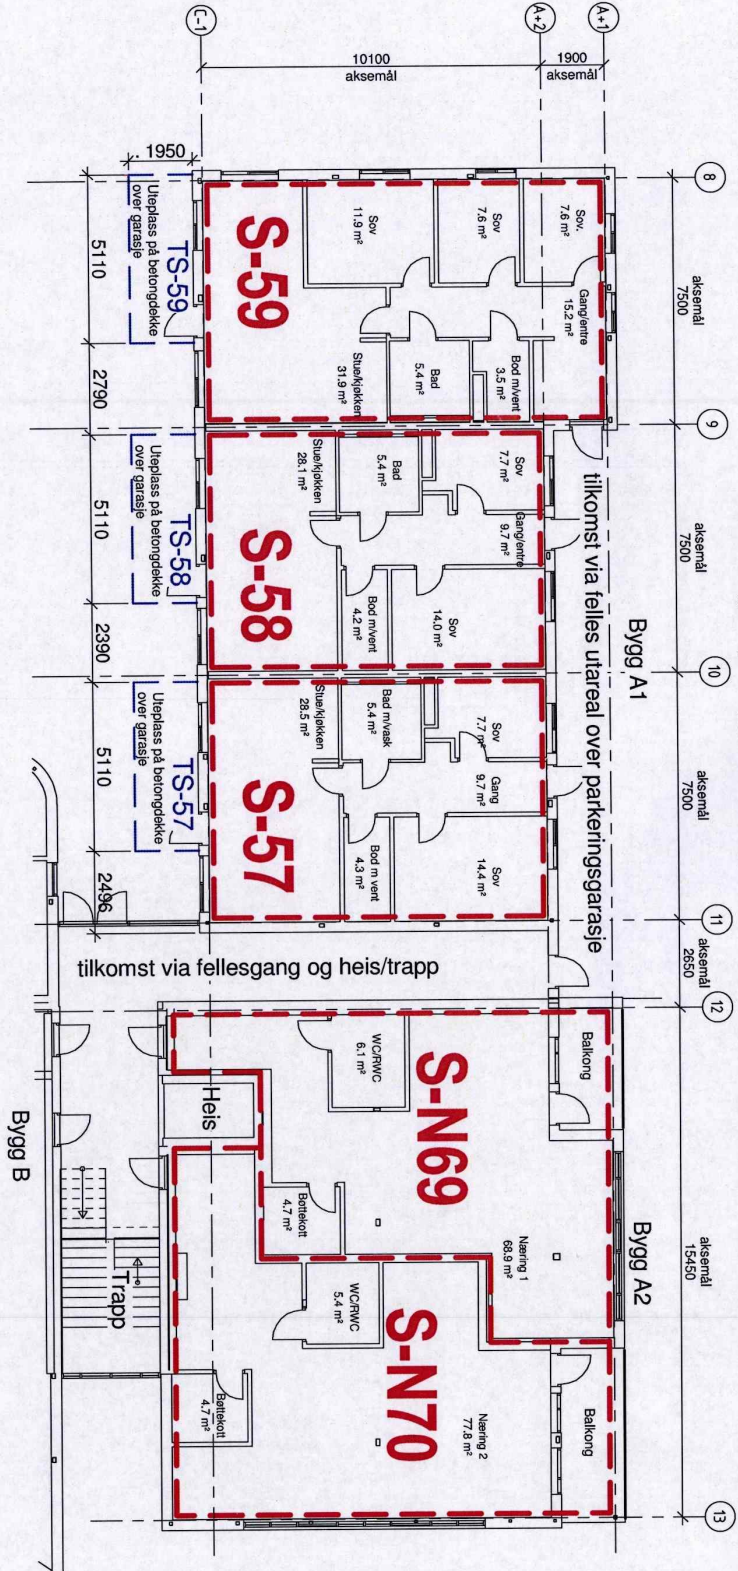 C-1
A+2
A+1
10100
aksemål
1900
aksemål
8
aksemål
7500
9
aksemål
7500
10
aksemål
7500
11
aksemål
2650
12
aksemål
15450
13
1950
5110
2790
5110
2390
5110
2496
Uteplass på betongdekke
over garasje
TS-59
Uteplass på betongdekke
over garasje
TS-58
Uteplass på betongdekke
over garasje
TS-57
S-59
Sov
11.9 m²
Sov
7.6 m²
Sov.
7.6 m²
Gang/entre
15.2 m²
Bod m/vent
3.5 m²
Bad
5.4 m²
Stue/kjøkken
31.9 m²
S-58
Stue/kjøkken
28.1 m²
Bad
5.4 m²
Sov
7.7 m²
Gang/entre
9.7 m²
Bod m/vent
4.2 m²
Sov
14.0 m²
S-57
Stue/kjøkken
28.5 m²
Bad m/vask
5.4 m²
Sov
7.7 m²
Gang
9.7 m²
Bod m vent
4.3 m²
Sov
14.4 m²
tilkomst via felles utareal over parkeringsgarasje
Bygg A1
tilkomst via fellesgang og heis/trapp
S-N69
WC/RWC
6.1 m²
Balkong
Heis
Bøttekott
4.7 m²
Næring 1
68.9 m²
Bygg A2
S-N70
WC/RWC
5.4 m²
Bøttekott
4.7 m²
Næring 2
77.8 m²
Balkong
Trapp
Bygg B